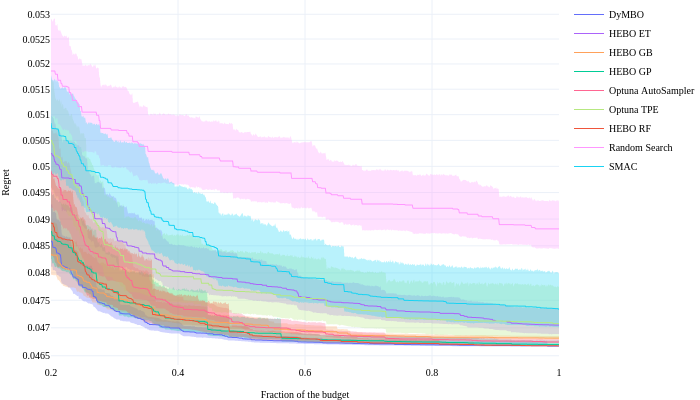 0.053
0.0525
0.052
0.0515
0.051
0.0505
0.05
0.0495
0.049
0.0485
0.048
0.0475
0.047
0.0465
Regret
0.2
0.4
0.6
0.8
1
Fraction of the budget
DyMBO
HEBO ET
HEBO GB
HEBO GP
Optuna AutoSampler
Optuna TPE
HEBO RF
Random Search
SMAC